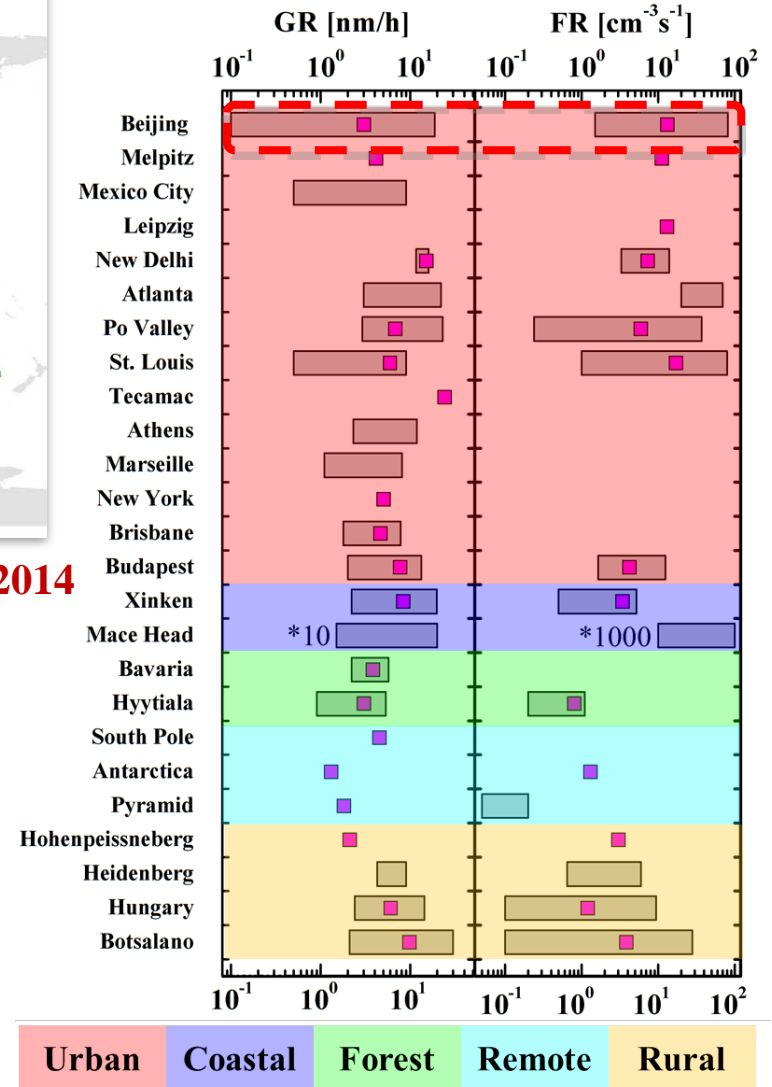 GR [nm/h] FR [cm⁻³s⁻¹]
10⁻¹ 10⁰ 10¹ 10⁻¹ 10⁰ 10¹ 10²
Beijing
Melpitz
Mexico City
Leipzig
New Delhi
Atlanta
Po Valley
St. Louis
Tecamac
Athens
Marseille
New York
Brisbane
2014
Budapest
Xinken
Mace Head *10 *1000
Bavaria
Hyytiala
South Pole
Antarctica
Pyramid
Hohenpeissneberg
Heidenberg
Hungary
Botsalano
10⁻¹ 10⁰ 10¹ 10⁻¹ 10⁰ 10¹ 10²
Urban Coastal Forest Remote Rural